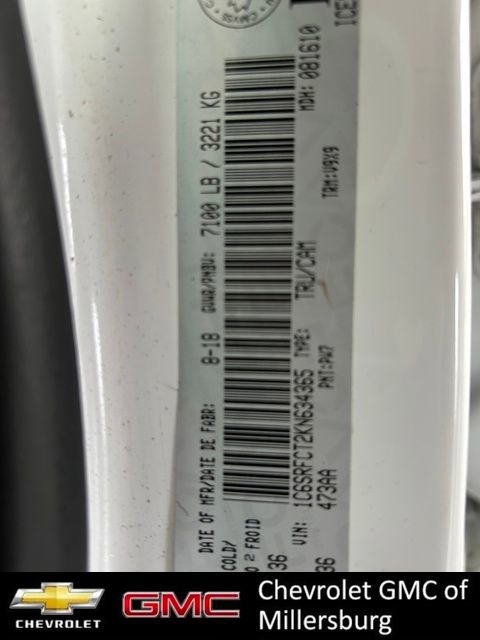 DATE OF MFR/DATE DE FABR: 8-18 GVWR/PNBV: 7100 LB / 3221 KG
COLD/
O 2 FROID
36 VIN: 1C6SRFCT2KN634365 TYPE: TRU/CAM MDH: 081610
473AA PNT:PW7 TRM:V9X9
36
CHEVROLET
GMC
Chevrolet GMC of
Millersburg